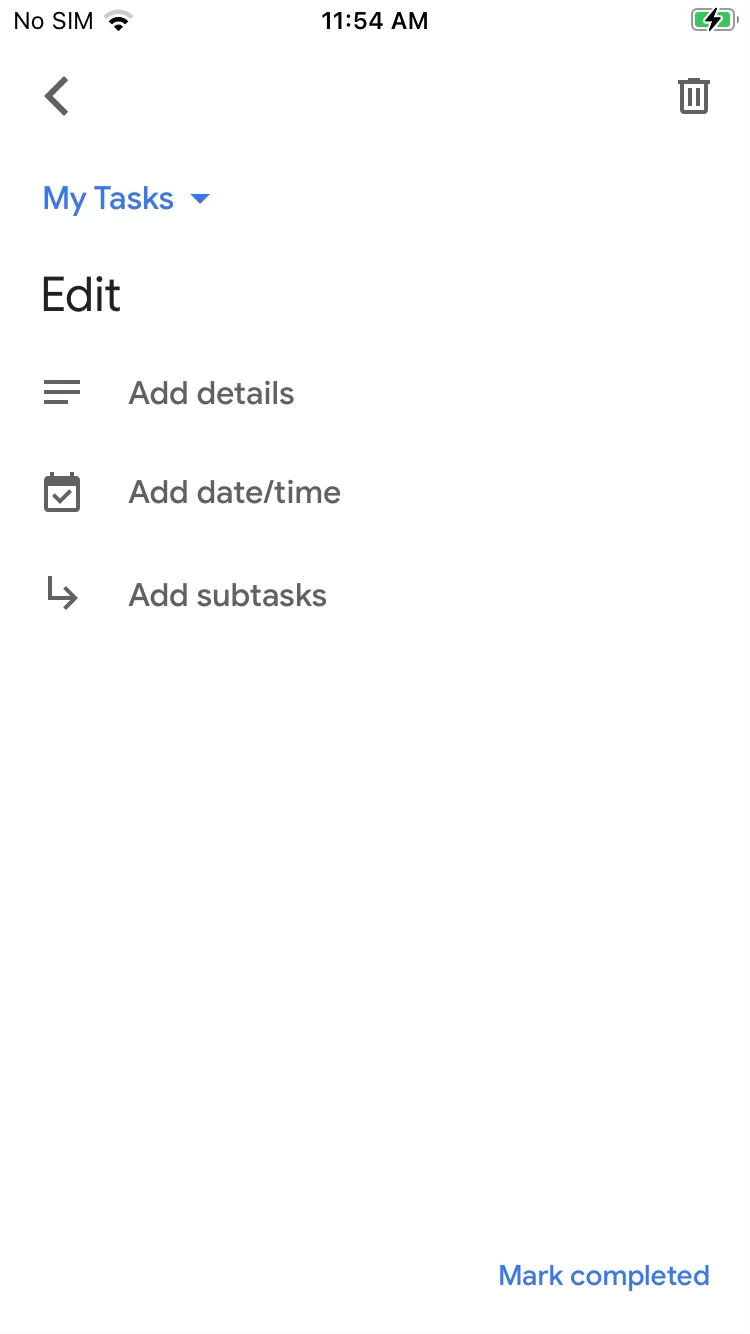 No SIM 11:54 AM
My Tasks
Edit
Add details
Add date/time
Add subtasks
Mark completed